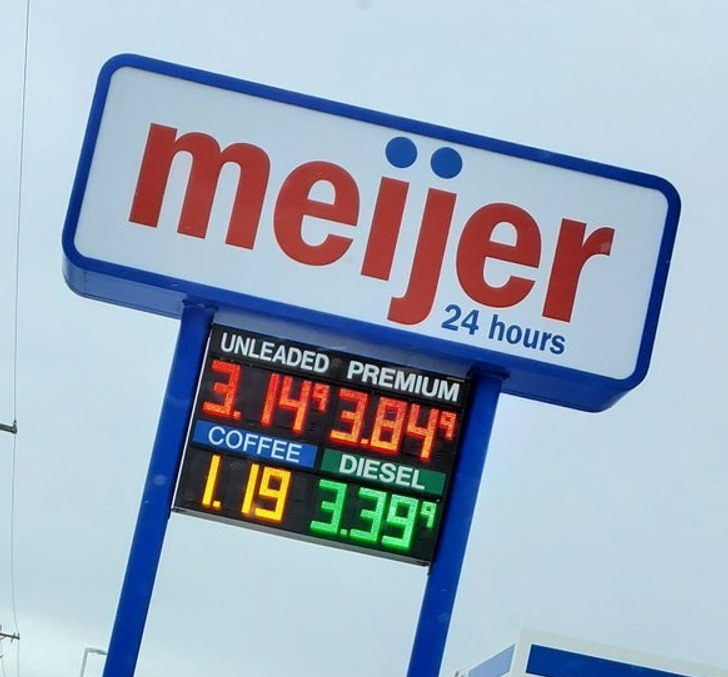 meijer
24 hours
UNLEADED PREMIUM
3.14⁹ 3.84⁹
COFFEE DIESEL
1.19 3.39⁹